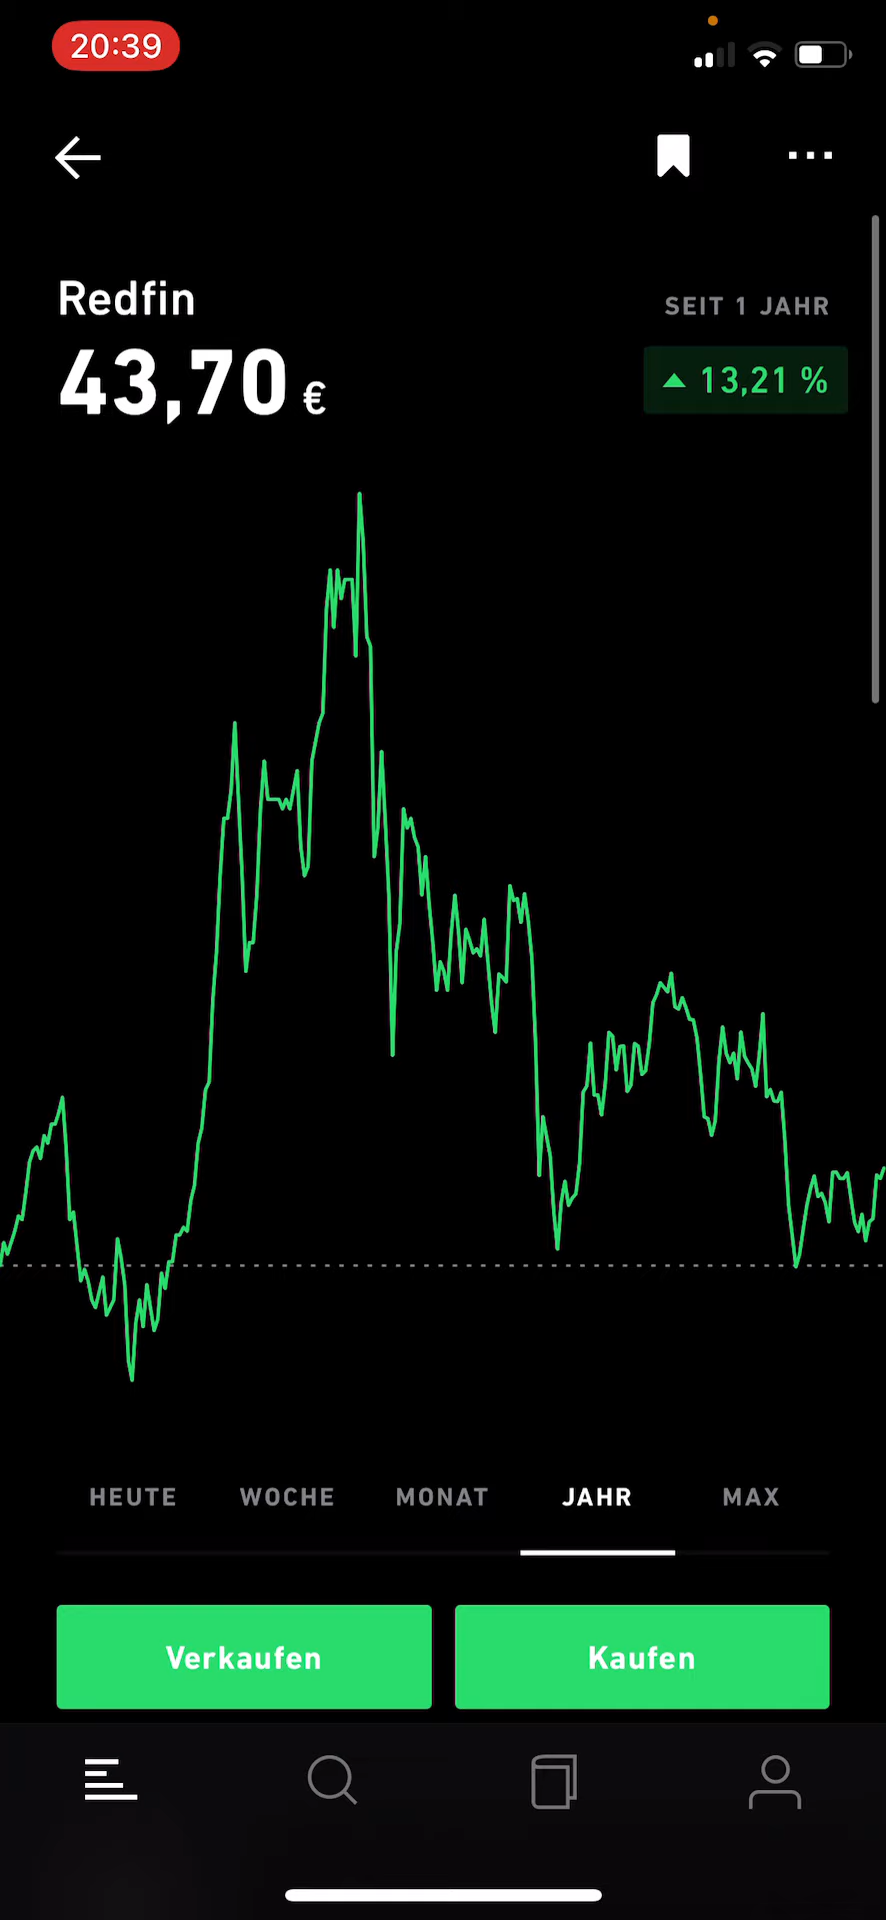 20:39
Redfin
SEIT 1 JAHR
43,70 €
13,21 %
HEUTE WOCHE MONAT JAHR MAX
Verkaufen Kaufen